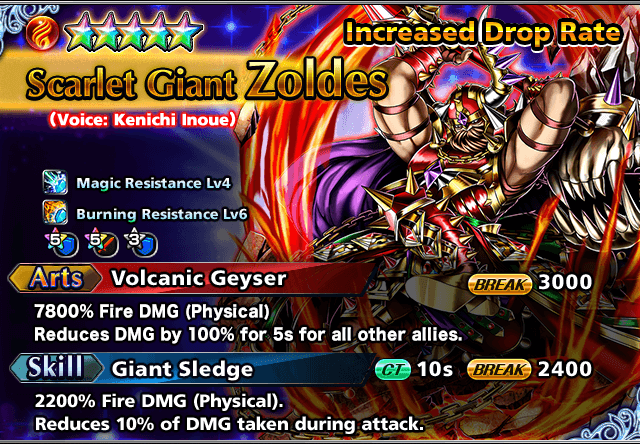 Increased Drop Rate
Scarlet Giant Zoldes
(Voice: Kenichi Inoue)
Magic Resistance Lv4
Burning Resistance Lv6
5 5 3
Arts Volcanic Geyser BREAK 3000
7800% Fire DMG (Physical)
Reduces DMG by 100% for 5s for all other allies.
Skill Giant Sledge CT 10s BREAK 2400
2200% Fire DMG (Physical).
Reduces 10% of DMG taken during attack.